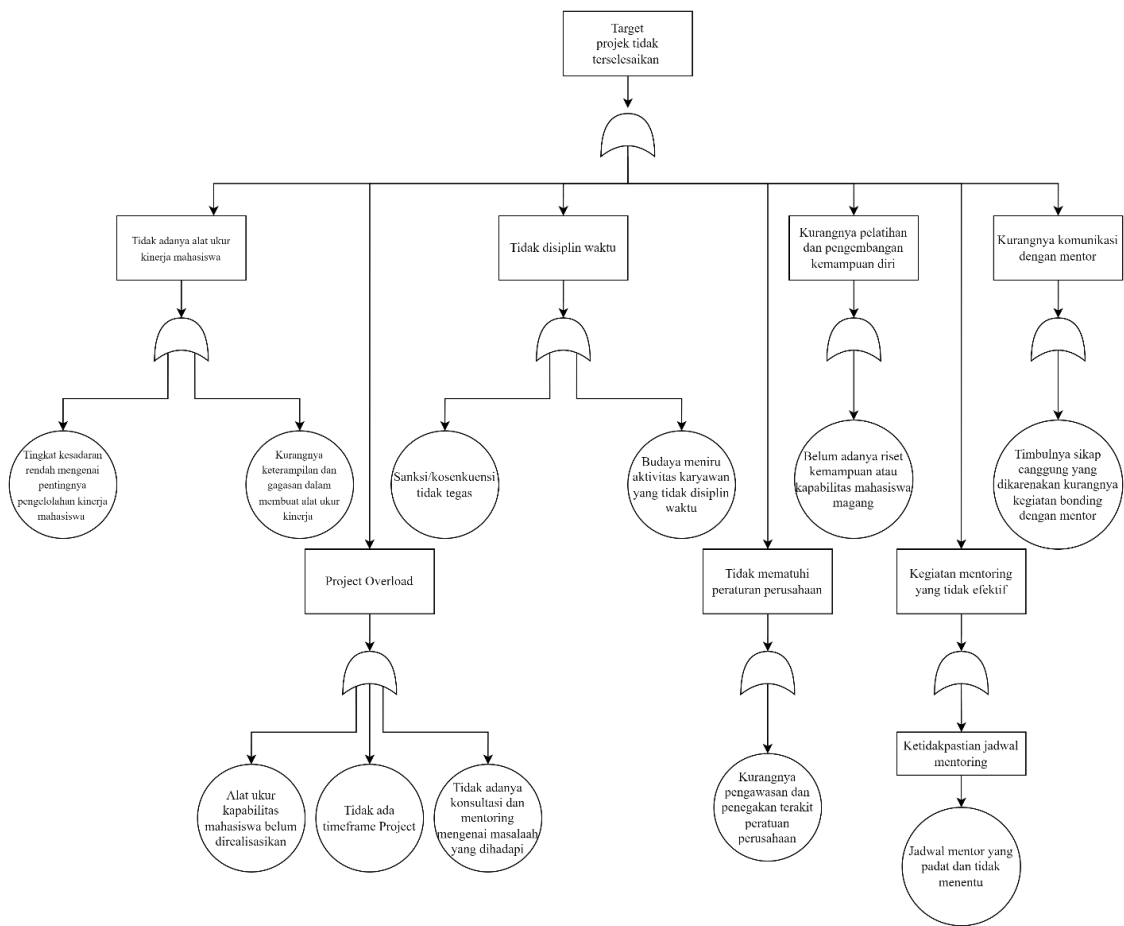 Target
projek tidak
terselesaikan
Tidak adanya alat ukur
kinerja mahasiswa
Tidak disiplin waktu
Kurangnya pelatihan
dan pengembangan
kemampuan diri
Kurangnya komunikasi
dengan mentor
Tingkat kesadaran
rendah mengenai
pentingnya
pengelolahan kinerja
mahasiswa
Kurangnya
keterampilan dan
gagasan dalam
membuat alat ukur
kinerja
Sanksi/kosenkuensi
tidak tegas
Budaya meniru
aktivitas karyawan
yang tidak disiplin
waktu
Belum adanya riset
kemampuan atau
kapabilitas mahasiswa
magang
Timbulnya sikap
canggung yang
dikarenakan kurangnya
kegiatan bonding
dengan mentor
Project Overload
Tidak mematuhi
peraturan perusahaan
Kegiatan mentoring
yang tidak efektif
Alat ukur
kapabilitas
mahasiswa belum
direalisasikan
Tidak ada
timeframe Project
Tidak adanya
konsultasi dan
mentoring
mengenai masalaah
yang dihadapi
Kurangnya
pengawasan dan
penegakan terakit
peratuan
perusahaan
Ketidakpastian jadwal
mentoring
Jadwal mentor yang
padat dan tidak
menentu